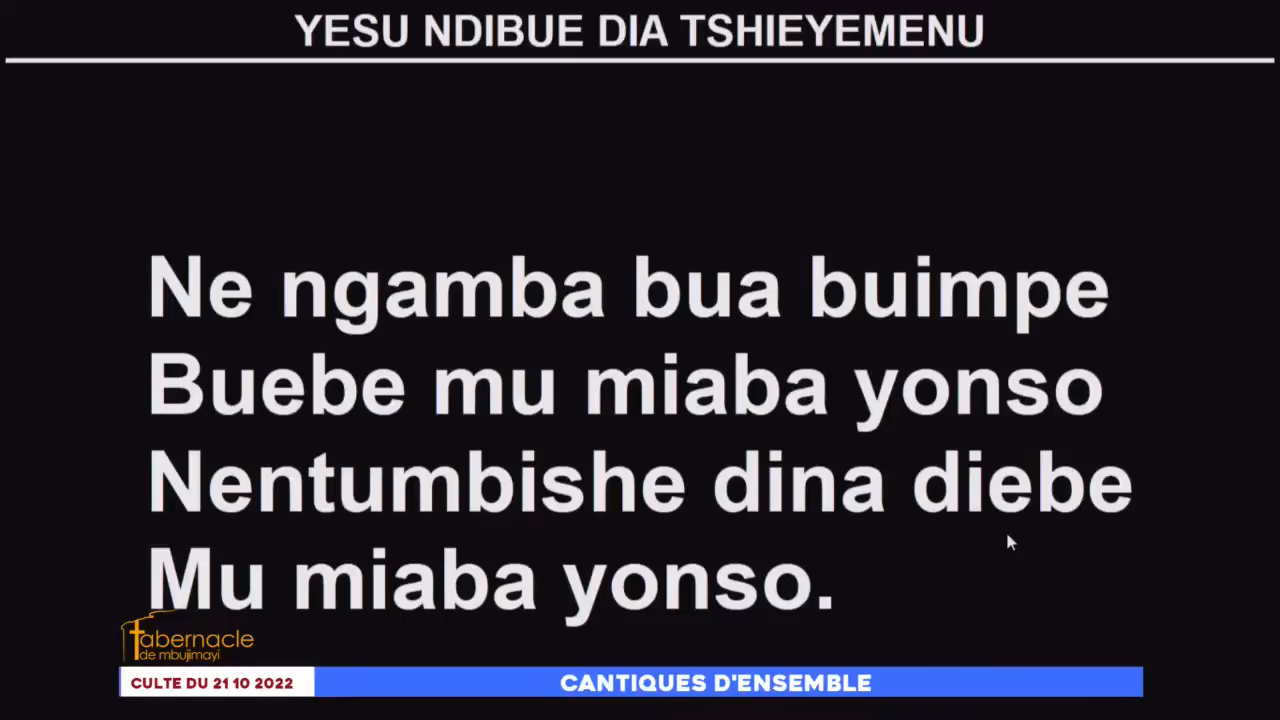 YESU NDIBUE DIA TSHIEYEMENU
Ne ngamba bua buimpe
Buebe mu miaba yonso
Nentumbishe dina diebe
Mu miaba yonso.
Tabernacle
de mbujimayi
CULTE DU 21 10 2022
CANTIQUES D'ENSEMBLE